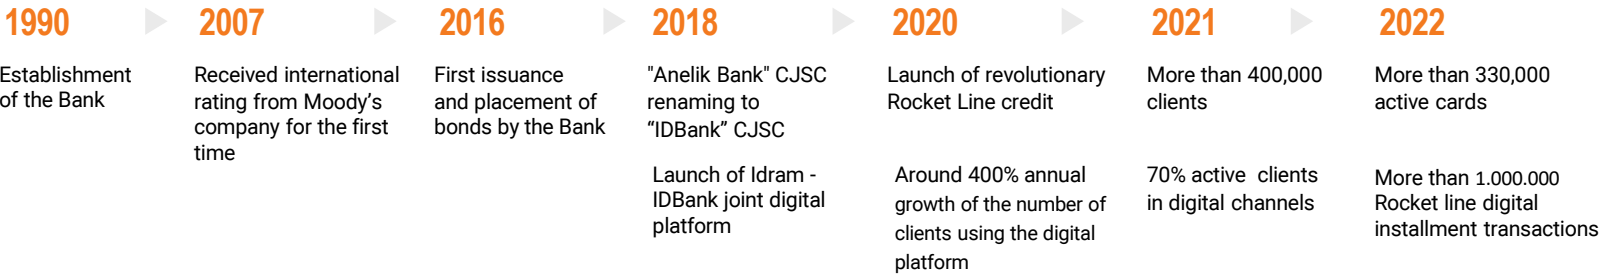 1990
Establishment
of the Bank
2007
Received international
rating from Moody’s
company for the first
time
2016
First issuance
and placement of
bonds by the Bank
2018
"Anelik Bank" CJSC
renaming to
“IDBank” CJSC
Launch of Idram -
IDBank joint digital
platform
2020
Launch of revolutionary
Rocket Line credit
Around 400% annual
growth of the number of
clients using the digital
platform
2021
More than 400,000
clients
70% active clients
in digital channels
2022
More than 330,000
active cards
More than 1.000.000
Rocket line digital
installment transactions